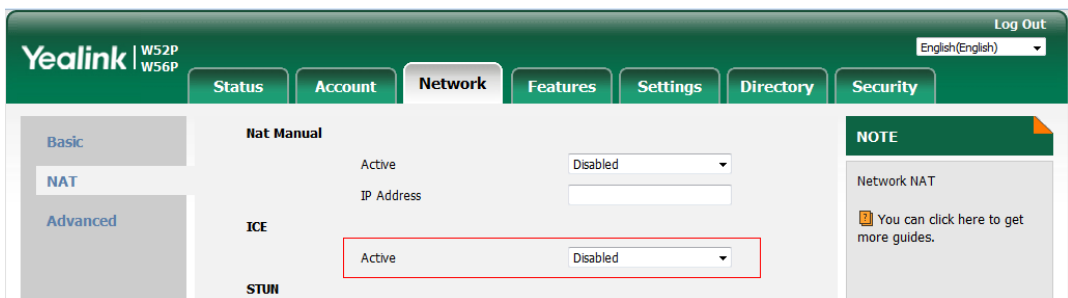 Log Out
Yealink W52P W56P
English(English)
Status Account Network Features Settings Directory Security
Basic
NAT
Advanced
Nat Manual
Active Disabled
IP Address
ICE
Active Disabled
STUN
NOTE
Network NAT
? You can click here to get
more guides.